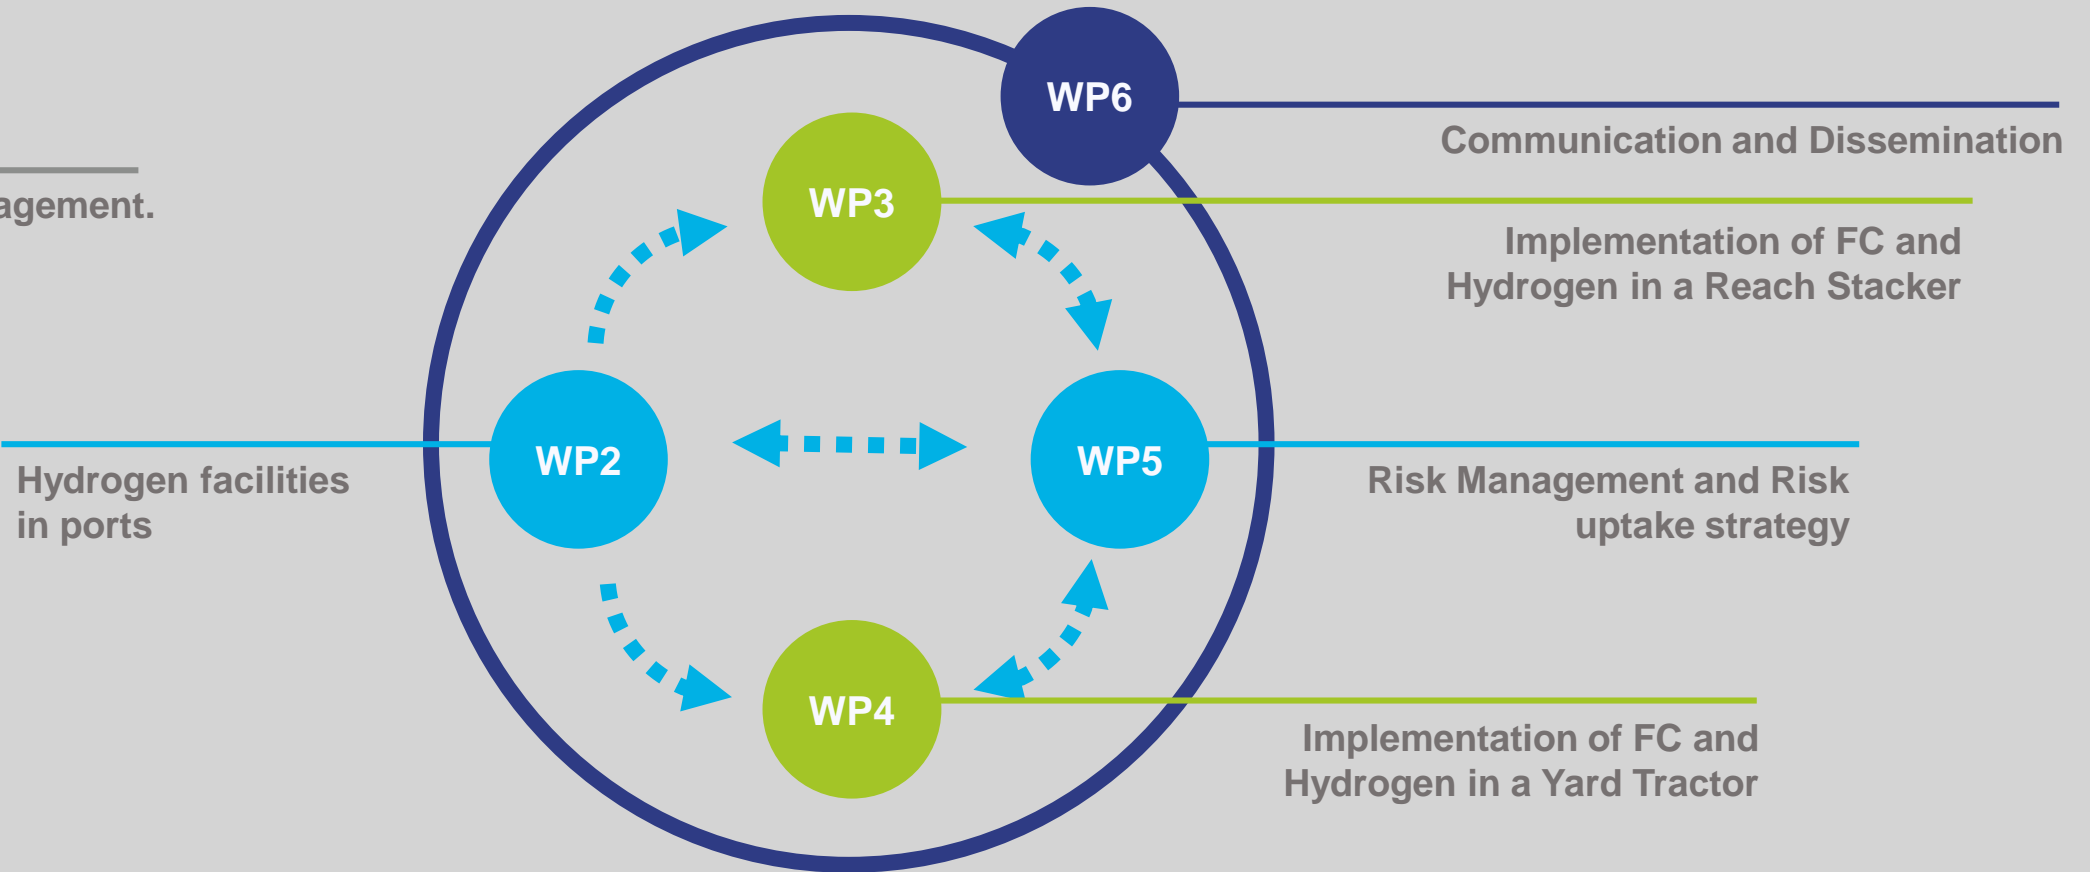 WP6
Communication and Dissemination
agement.
WP3
Implementation of FC and
Hydrogen in a Reach Stacker
WP2
Hydrogen facilities
in ports
WP5
Risk Management and Risk
uptake strategy
WP4
Implementation of FC and
Hydrogen in a Yard Tractor